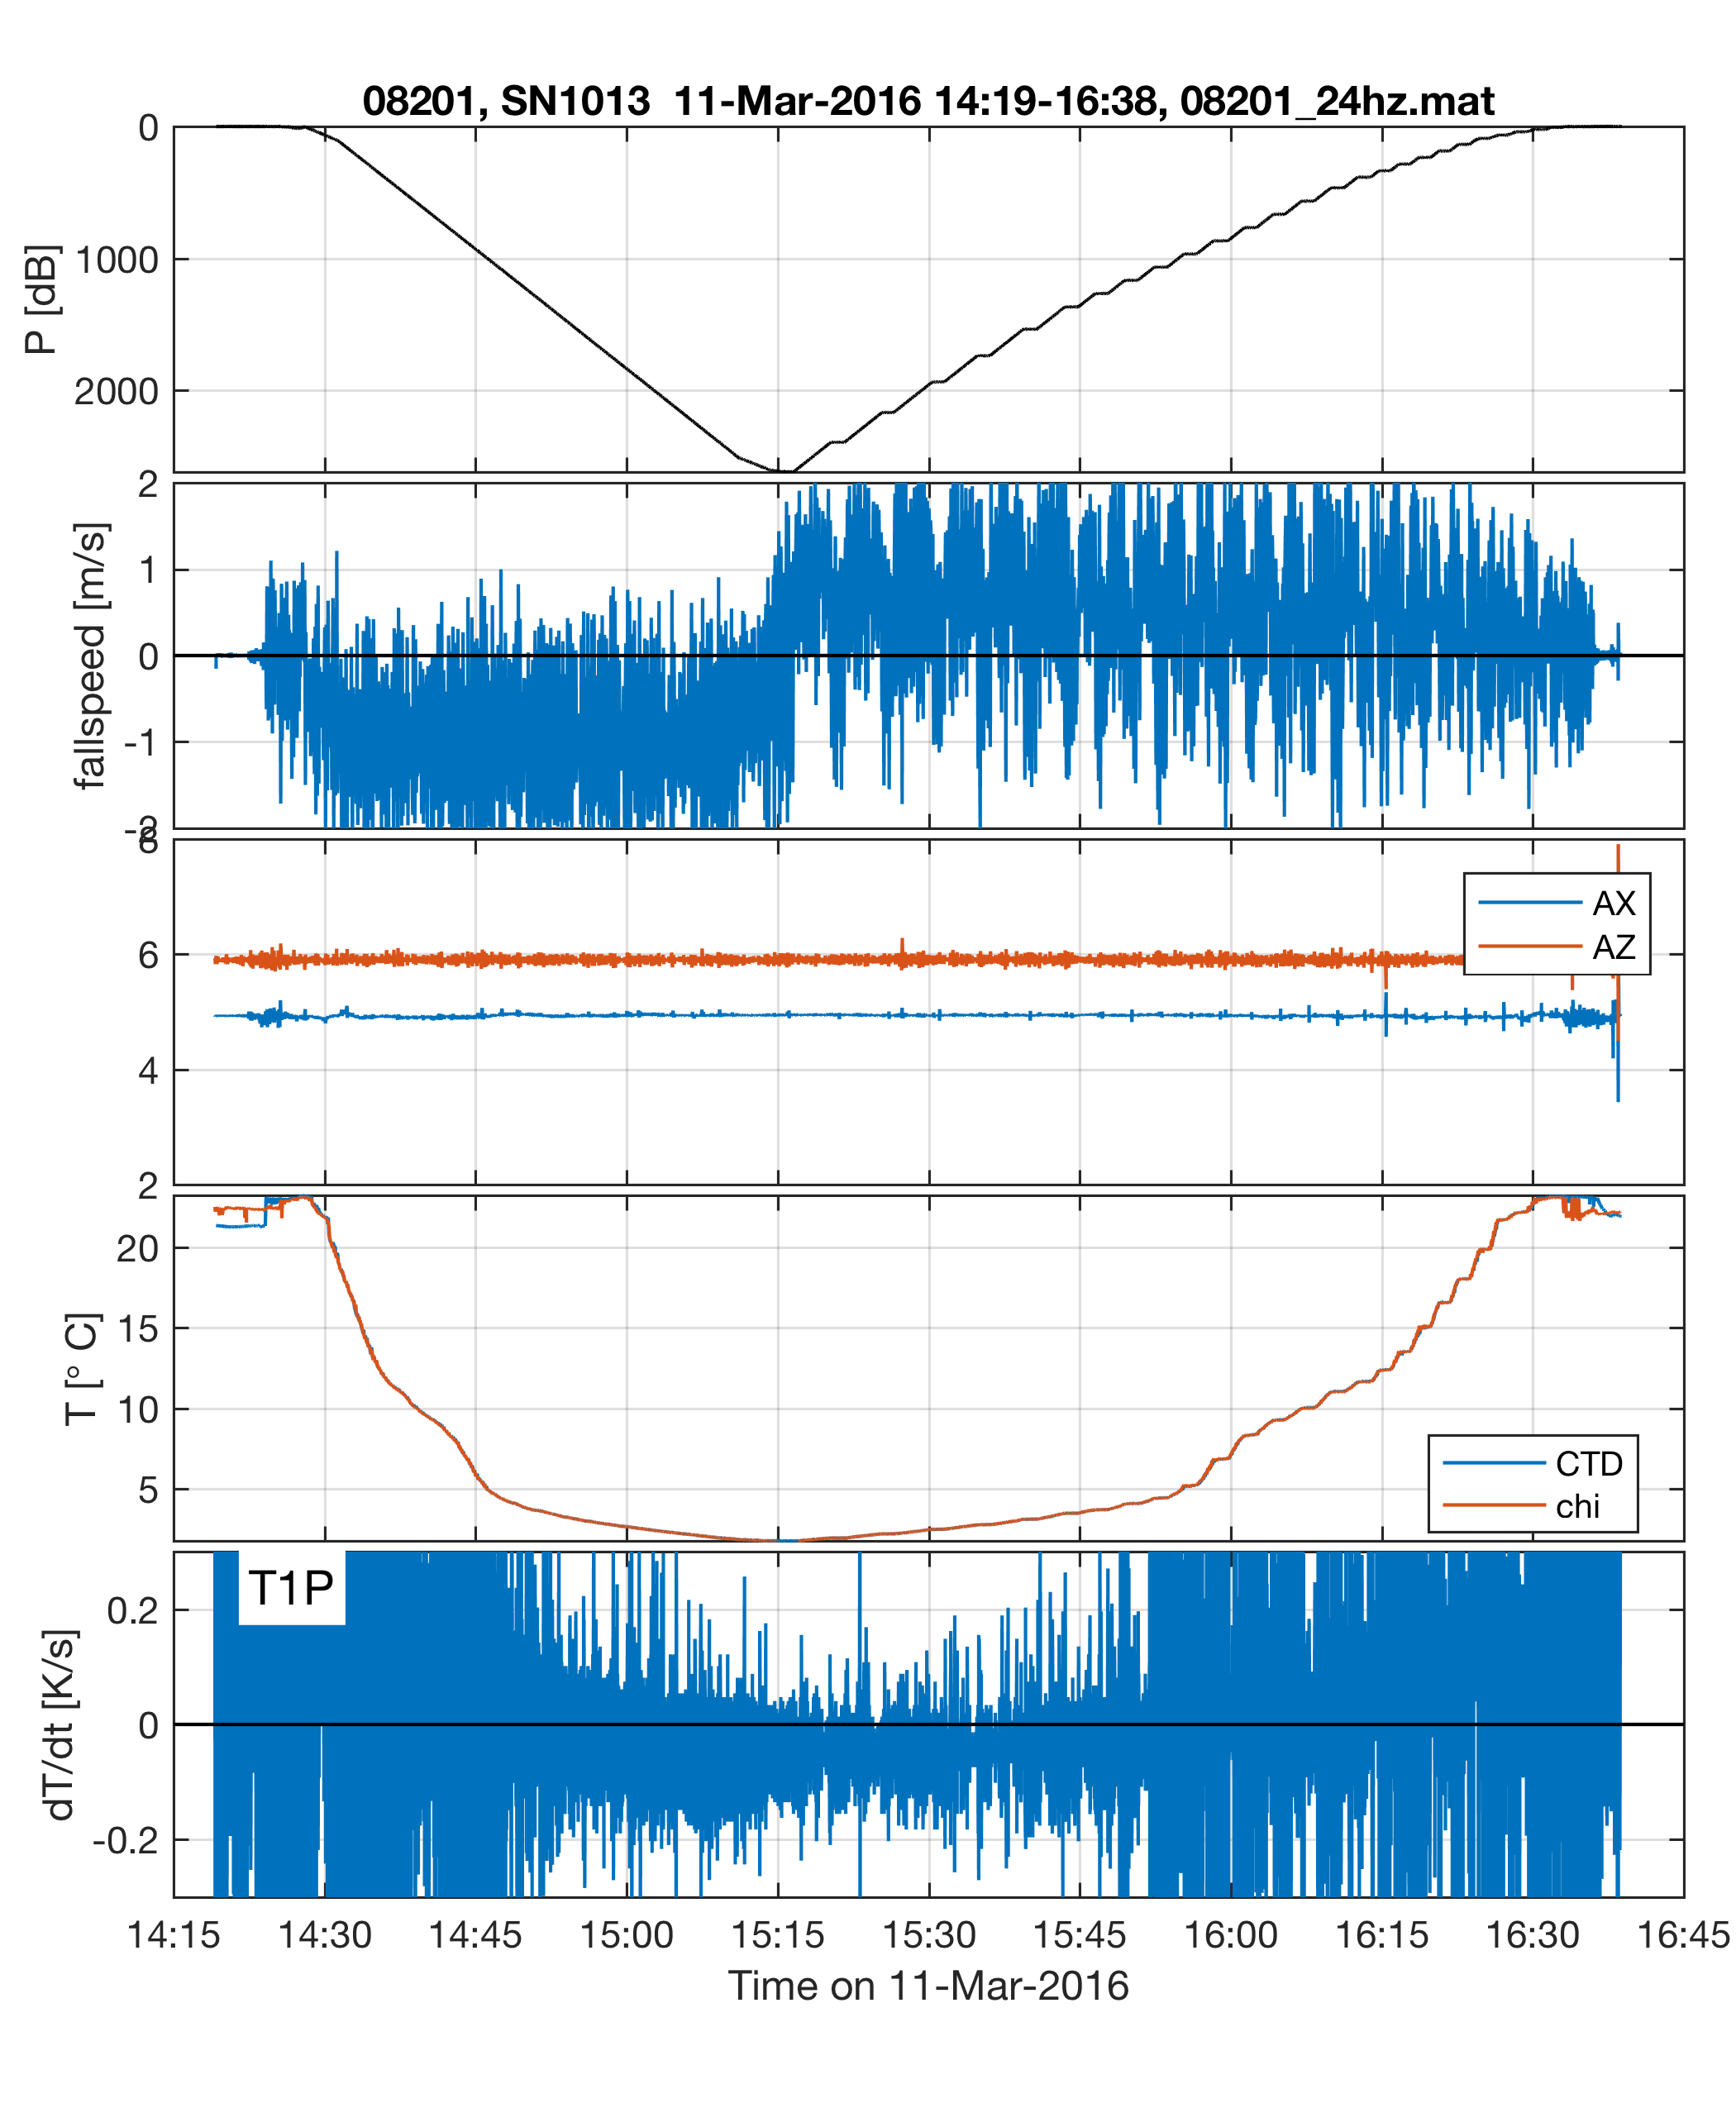 08201, SN1013  11-Mar-2016 14:19-16:38, 08201_24hz.mat
0
1000
2000
P [dB]
2
1
0
-1
-2
fallspeed [m/s]
8
6
4
2
AX
AZ
20
15
10
5
T [° C]
CTD
chi
T1P
0.2
0
-0.2
dT/dt [K/s]
14:15 14:30 14:45 15:00 15:15 15:30 15:45 16:00 16:15 16:30 16:45
Time on 11-Mar-2016